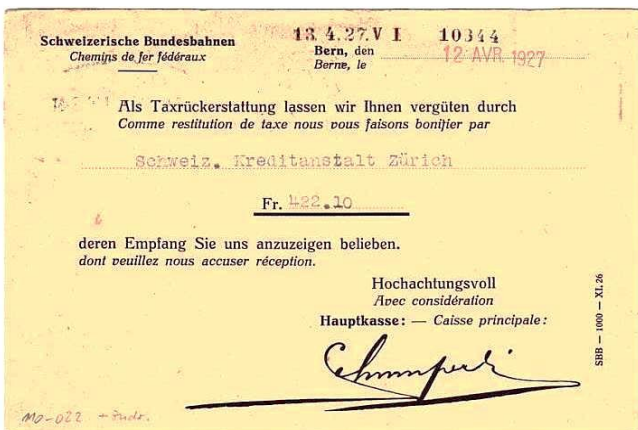 13.4.27.V I 10344
Schweizerische Bundesbahnen
Chemins de fer fédéraux
Bern, den
Berne, le
12 AVR. 1927
Als Taxrückerstattung lassen wir Ihnen vergüten durch
Comme restitution de taxe nous vous faisons bonifier par
Schweiz. Kreditanstalt Zürich
Fr. 422.10
deren Empfang Sie uns anzuzeigen belieben.
dont veuillez nous accuser réception.
Hochachtungsvoll
Avec considération
Hauptkasse: — Caisse principale:
SBB — 1000 — XI. 26
MO-022